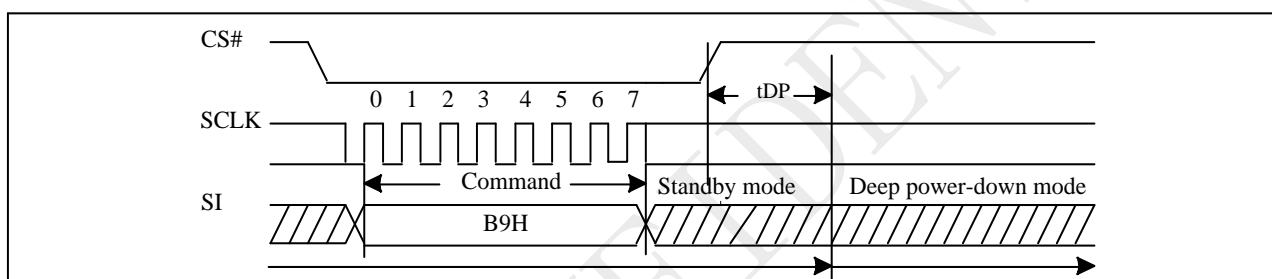 CS#
tDP
0 1 2 3 4 5 6 7
SCLK
Command
Standby mode
Deep power-down mode
SI
B9H